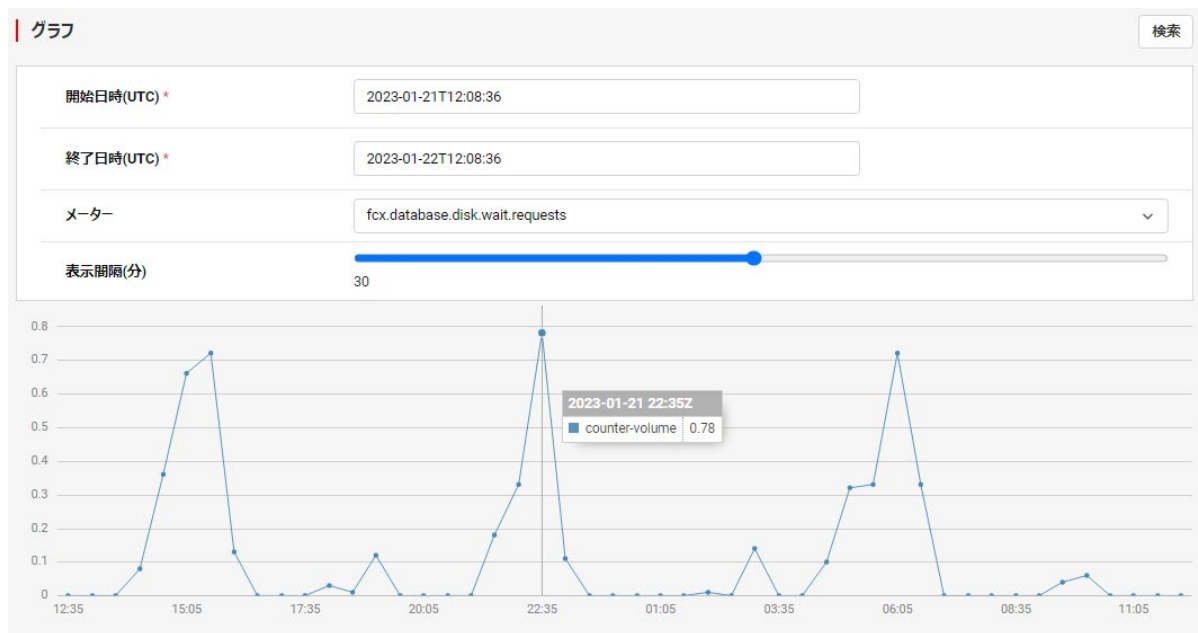 グラフ
検索
開始日時(UTC) *
2023-01-21T12:08:36
終了日時(UTC) *
2023-01-22T12:08:36
メーター
fcx.database.disk.wait.requests
表示間隔(分)
30
0.8
0.7
0.6
0.5
0.4
0.3
0.2
0.1
0
2023-01-21 22:35Z
counter-volume 0.78
12:35 15:05 17:35 20:05 22:35 01:05 03:35 06:05 08:35 11:05